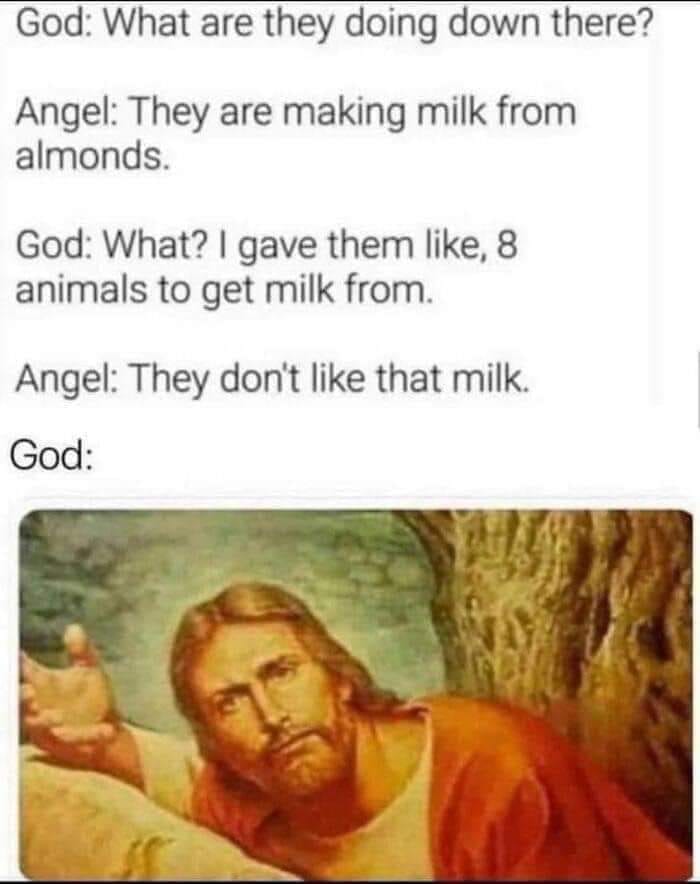 God: What are they doing down there?
Angel: They are making milk from
almonds.
God: What? I gave them like, 8
animals to get milk from.
Angel: They don't like that milk.
God: